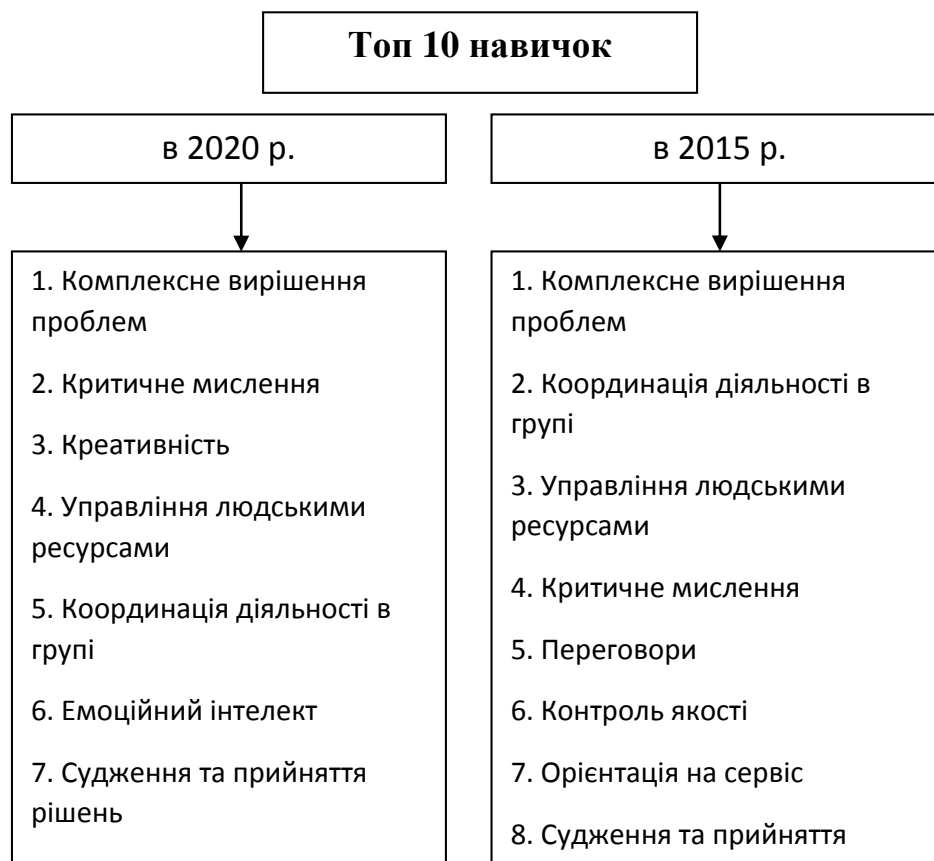 Топ 10 навичок
в 2020 р.
1. Комплексне вирішення
проблем
2. Критичне мислення
3. Креативність
4. Управління людськими
ресурсами
5. Координація діяльності в
групі
6. Емоційний інтелект
7. Судження та прийняття
рішень
в 2015 р.
1. Комплексне вирішення
проблем
2. Координація діяльності в
групі
3. Управління людськими
ресурсами
4. Критичне мислення
5. Переговори
6. Контроль якості
7. Орієнтація на сервіс
8. Судження та прийняття